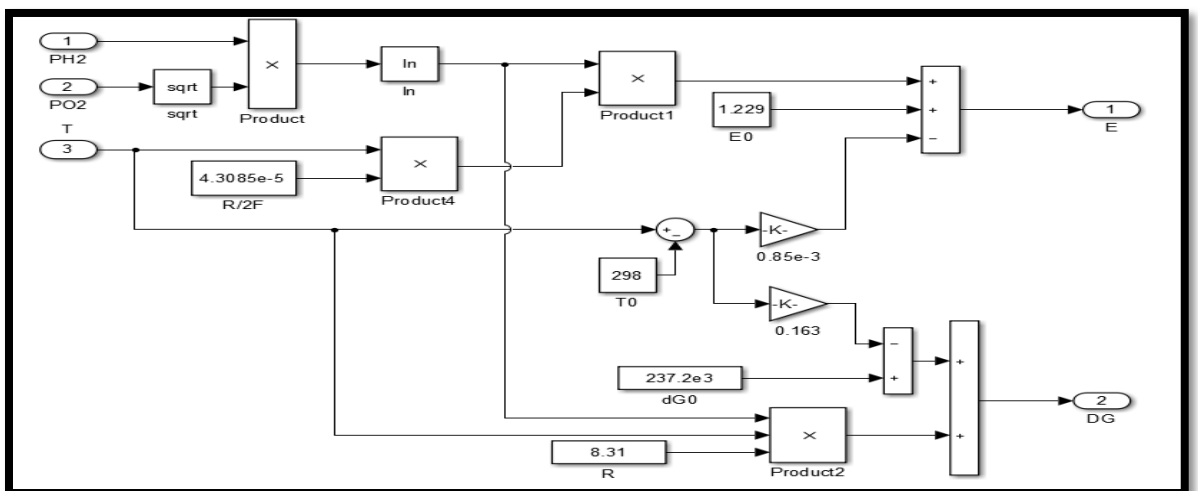 1
PH2
2
PO2
sqrt
sqrt
×
Product
ln
ln
×
Product1
1.229
E0
+
+
−
1
E
T
3
4.3085e-5
R/2F
×
Product4
+
−
298
T0
-K-
0.85e-3
-K-
0.163
237.2e3
dG0
−
+
8.31
R
×
Product2
+
+
2
DG